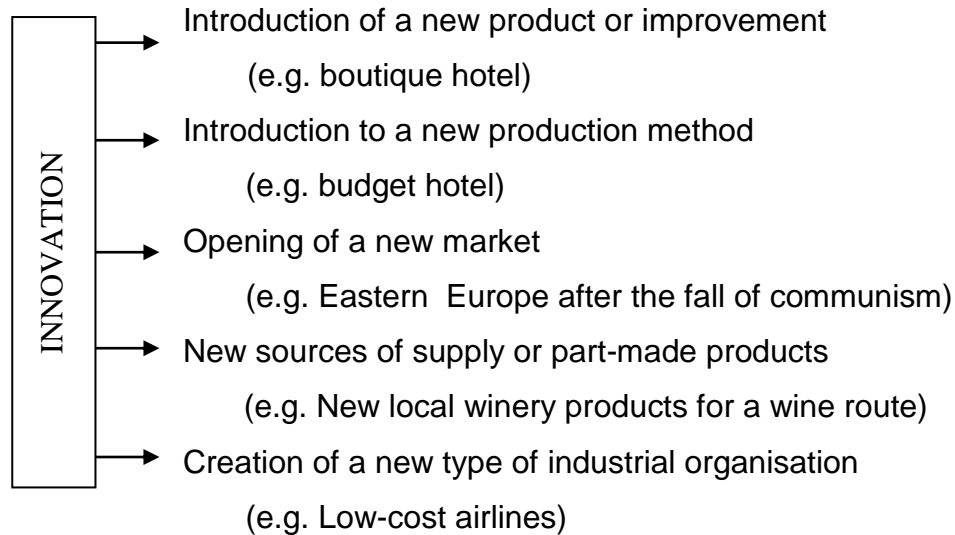 INNOVATION
Introduction of a new product or improvement
(e.g. boutique hotel)
Introduction to a new production method
(e.g. budget hotel)
Opening of a new market
(e.g. Eastern  Europe after the fall of communism)
New sources of supply or part-made products
(e.g. New local winery products for a wine route)
Creation of a new type of industrial organisation
(e.g. Low-cost airlines)